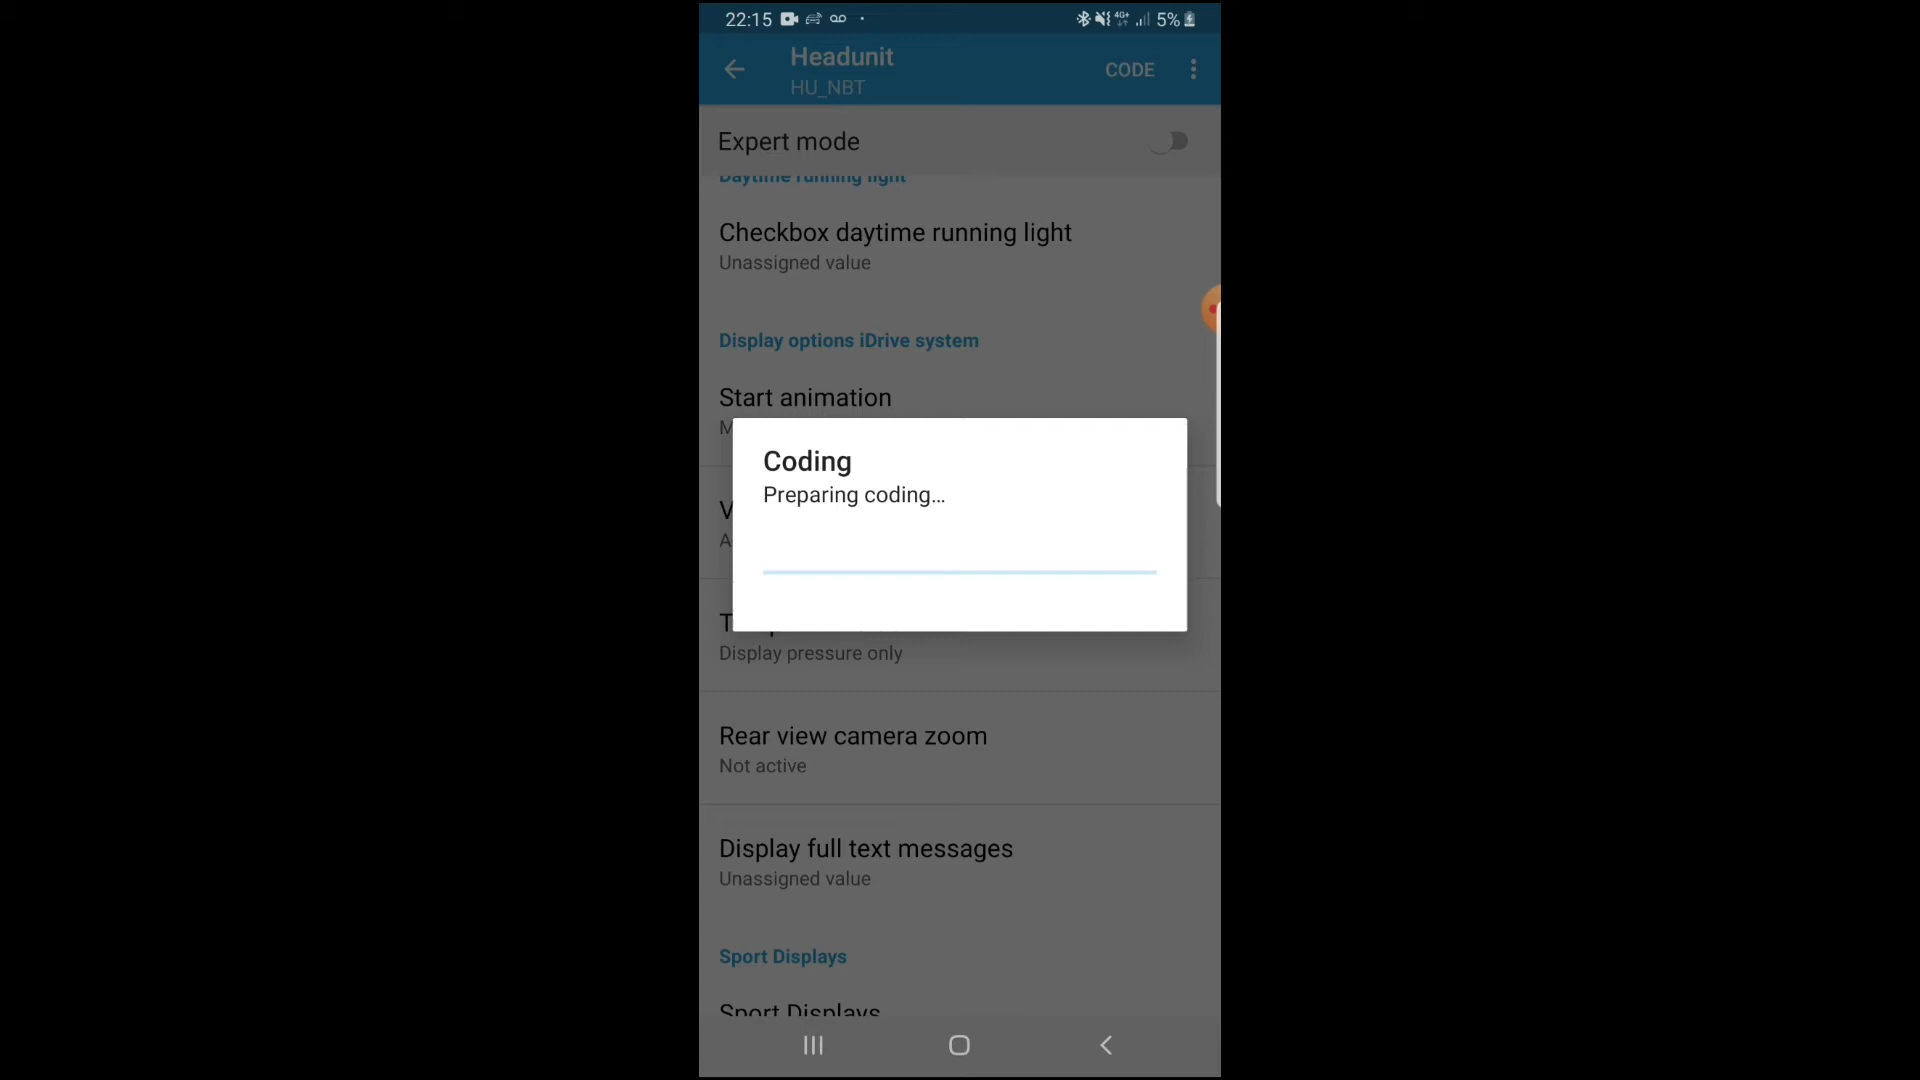 22:15
4G+ 5%
Headunit
HU_NBT
CODE
Expert mode
Daytime running light
Checkbox daytime running light
Unassigned value
Display options iDrive system
Start animation
M
Coding
Preparing coding...
V
A
Display pressure only
Rear view camera zoom
Not active
Display full text messages
Unassigned value
Sport Displays
Sport Displays